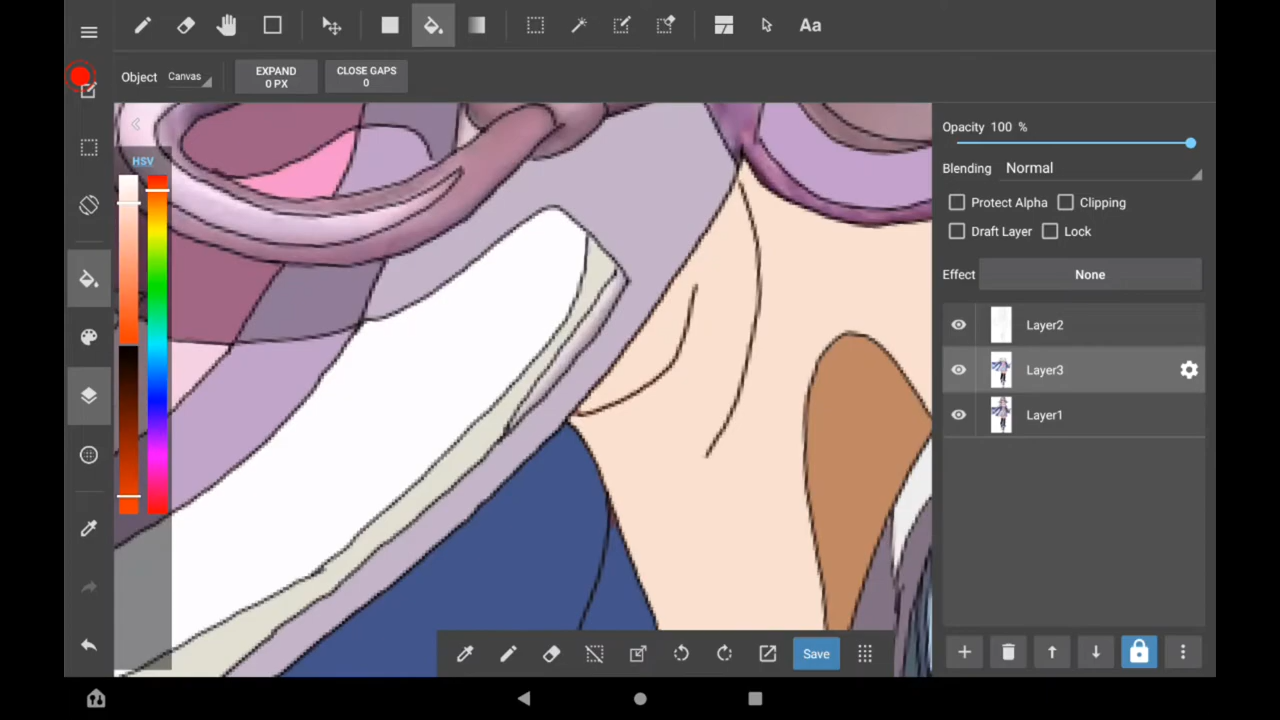 Aa
Object Canvas
EXPAND
0 PX
CLOSE GAPS
0
HSV
Opacity 100 %
Blending Normal
Protect Alpha Clipping
Draft Layer Lock
Effect None
Layer2
Layer3
Layer1
Save